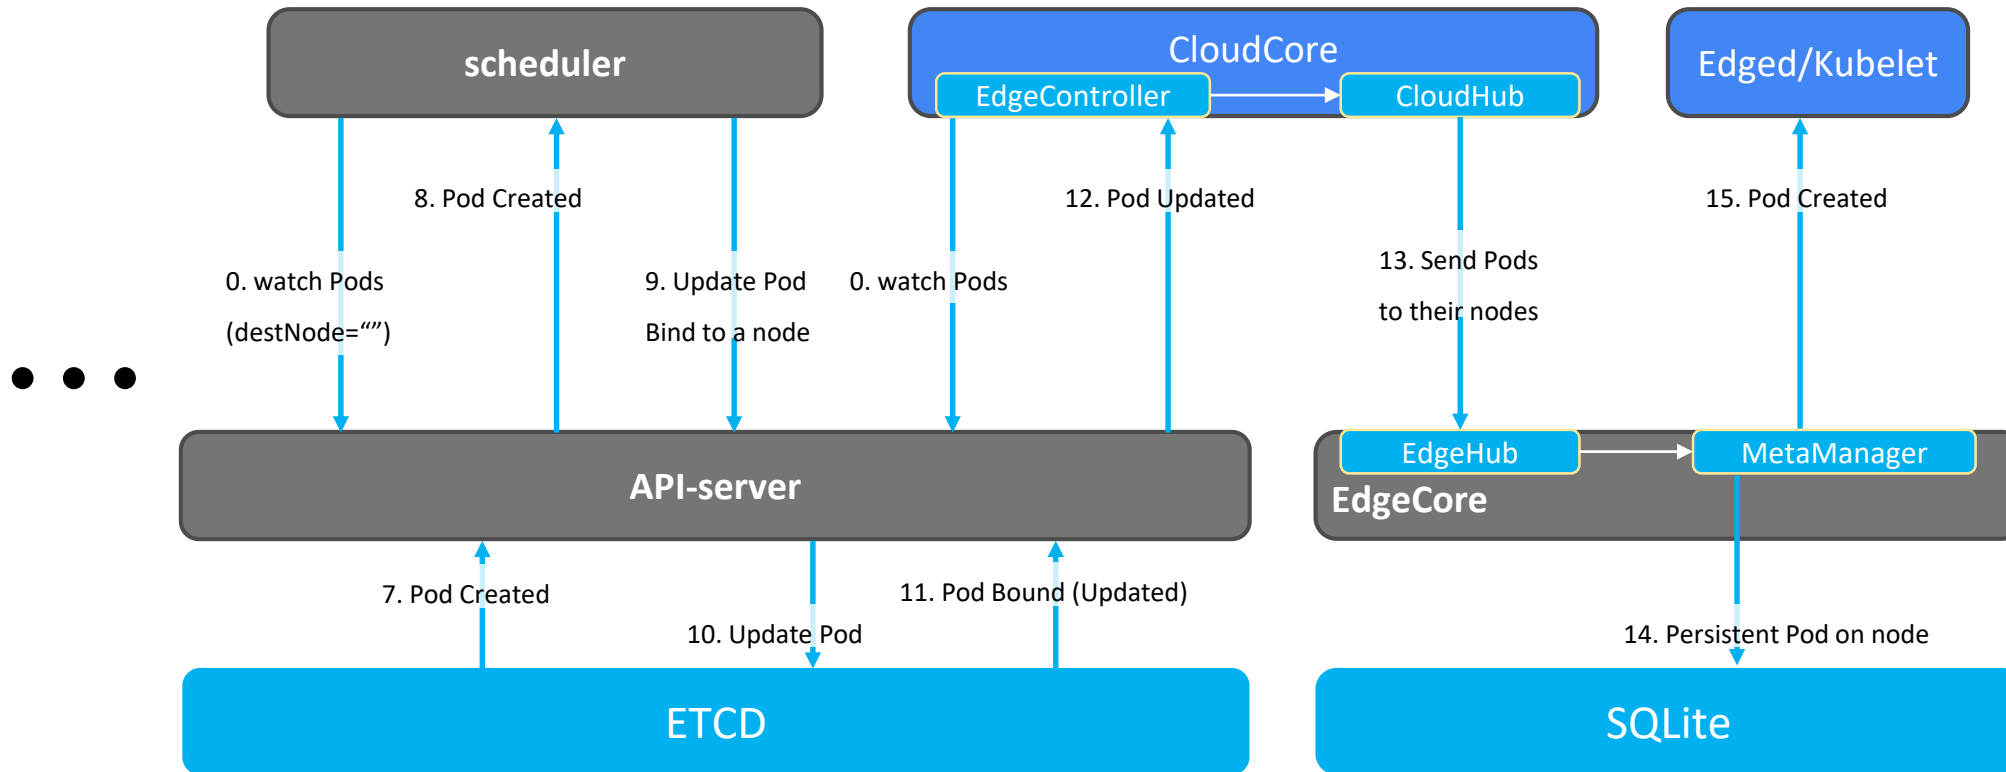 scheduler
CloudCore
EdgeController
CloudHub
Edged/Kubelet
8. Pod Created
12. Pod Updated
15. Pod Created
0. watch Pods
(destNode=“”)
9. Update Pod
Bind to a node
0. watch Pods
13. Send Pods
to their nodes
API-server
EdgeHub
MetaManager
EdgeCore
7. Pod Created
10. Update Pod
11. Pod Bound (Updated)
14. Persistent Pod on node
ETCD
SQLite